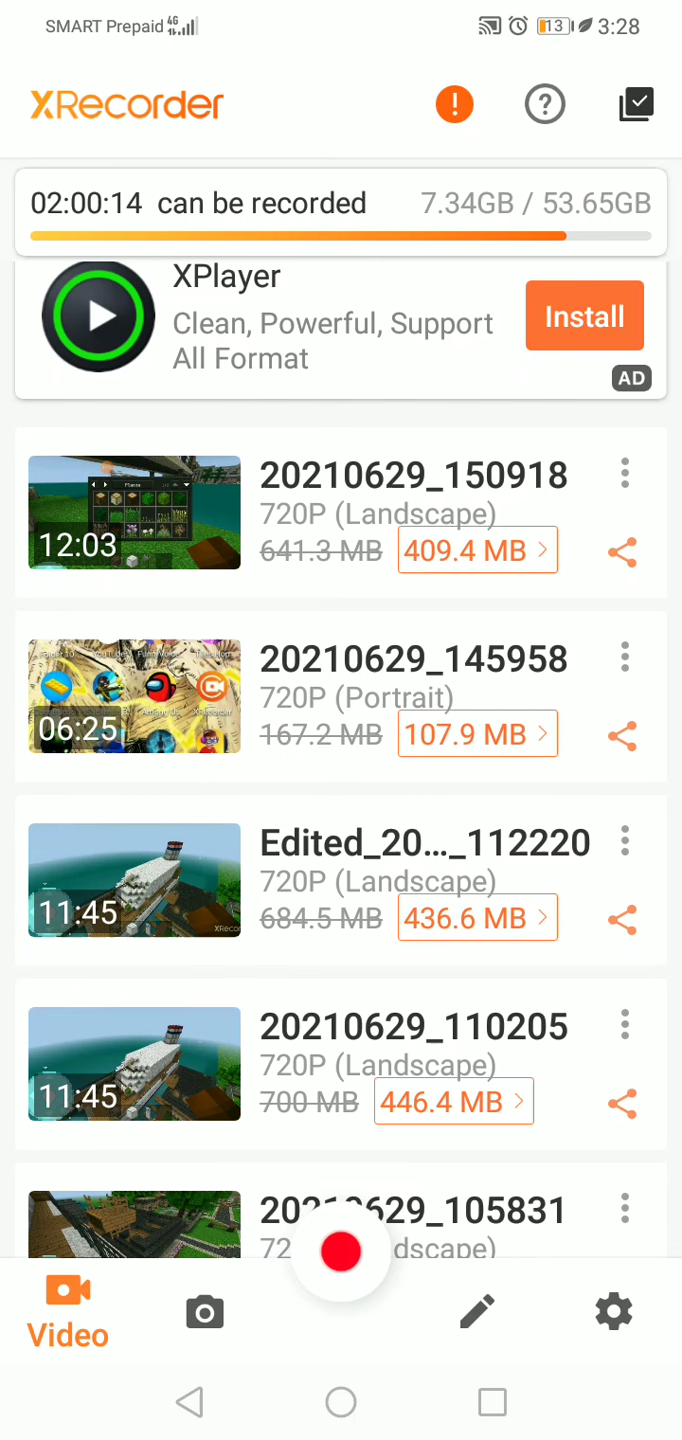 SMART Prepaid 4G 13 3:28
XRecorder
02:00:14 can be recorded 7.34GB / 53.65GB
XPlayer
Clean, Powerful, Support
All Format
Install
AD
20210629_150918
720P (Landscape)
12:03
641.3 MB 409.4 MB >
20210629_145958
720P (Portrait)
06:25
167.2 MB 107.9 MB >
Edited_20..._112220
720P (Landscape)
11:45
684.5 MB 436.6 MB >
20210629_110205
720P (Landscape)
11:45
700 MB 446.4 MB >
20210629_105831
Video